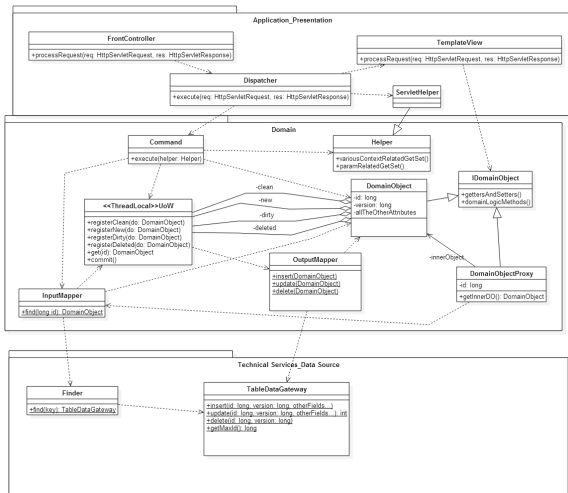 Application_Presentation
FrontController
+processRequest(req: HttpServletRequest, res: HttpServletResponse)
TemplateView
+processRequest(req: HttpServletRequest, res: HttpServletResponse)
Dispatcher
+execute(req: HttpServletRequest, res: HttpServletResponse)
ServletHelper
Domain
Command
+execute(helper: Helper)
Helper
+variousContextRelatedGetSet()
+paramRelatedGetSet()
IDomainObject
+gettersAndSetters()
+domainLogicMethods()
DomainObject
-id: long
-version: long
-allTheOtherAttributes
-clean
-new
-dirty
-deleted
<<ThreadLocal>>UoW
+registerClean(do: DomainObject)
+registerNew(do: DomainObject)
+registerDirty(do: DomainObject)
+registerDeleted(do: DomainObject)
+get(id): DomainObject
+commit()
-innerObject
OutputMapper
+insert(DomainObject)
+update(DomainObject)
+delete(DomainObject)
DomainObjectProxy
-id: long
+getInnerDO(): DomainObject
InputMapper
+find(long id): DomainObject
Technical Services_Data Source
Finder
+find(key): TableDataGateway
TableDataGateway
+insert(id: long, version: long, otherFields...)
+update(id: long, version: long, otherFields...): int
+delete(id: long, version: long)
+getMaxId(): long